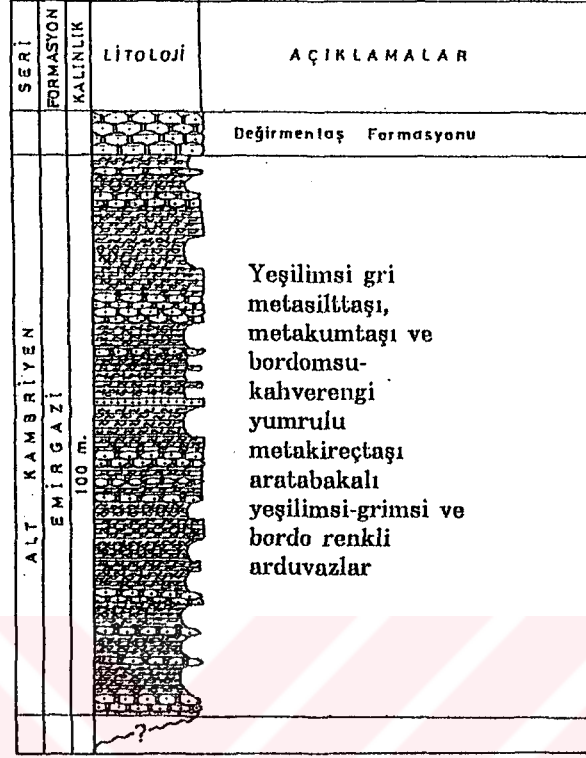 SERİ
FORMASYON
KALINLIK
LİTOLOJİ
AÇIKLAMALAR
Değirmentaş Formasyonu
ALT KAMBRİYEN
EMİRGAZİ
100 m.
Yeşilimsi gri
metasilttaşı,
metakumtaşı ve
bordomsu-
kahverengi
yumrulu
metakireçtaşı
aratabakalı
yeşilimsi-grimsi ve
bordo renkli
arduvazlar
?